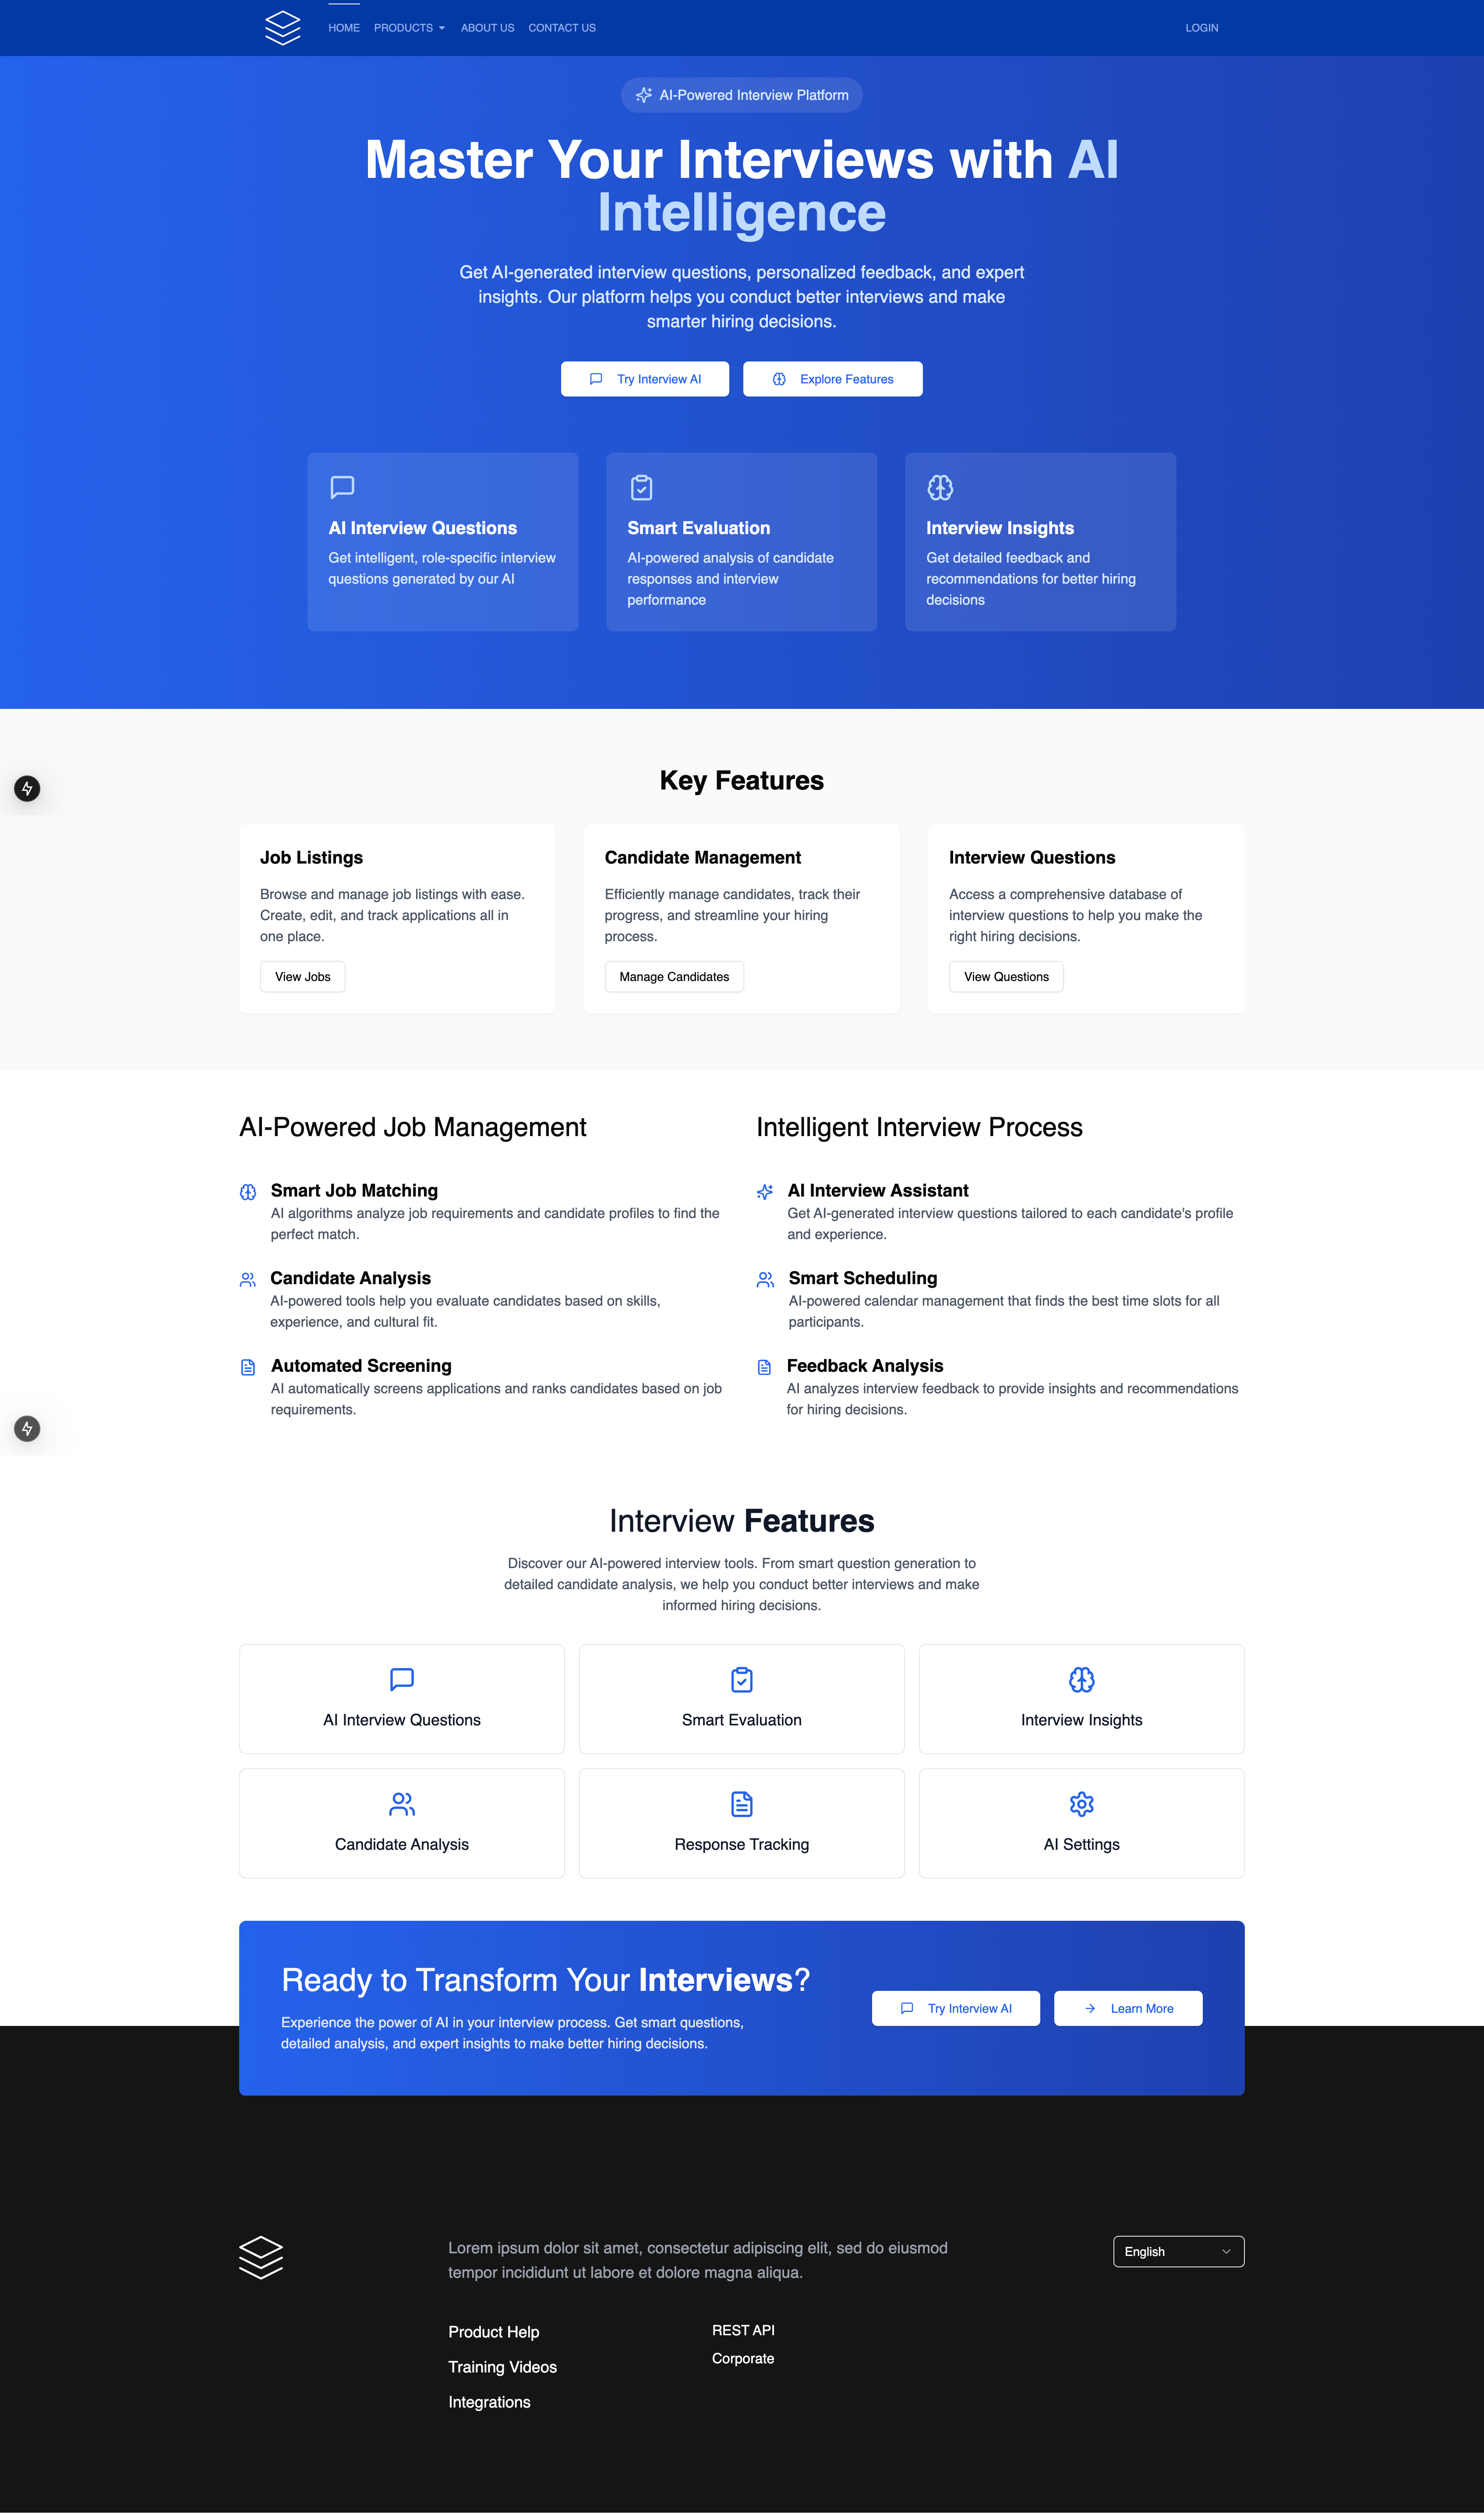 HOME
PRODUCTS
ABOUT US
CONTACT US
LOGIN
AI-Powered Interview Platform
Master Your Interviews with AI
Intelligence
Get AI-generated interview questions, personalized feedback, and expert
insights. Our platform helps you conduct better interviews and make
smarter hiring decisions.
Try Interview AI
Explore Features
AI Interview Questions
Get intelligent, role-specific interview
questions generated by our AI
Smart Evaluation
AI-powered analysis of candidate
responses and interview
performance
Interview Insights
Get detailed feedback and
recommendations for better hiring
decisions
Key Features
Job Listings
Browse and manage job listings with ease.
Create, edit, and track applications all in
one place.
View Jobs
Candidate Management
Efficiently manage candidates, track their
progress, and streamline your hiring
process.
Manage Candidates
Interview Questions
Access a comprehensive database of
interview questions to help you make the
right hiring decisions.
View Questions
AI-Powered Job Management
Smart Job Matching
AI algorithms analyze job requirements and candidate profiles to find the
perfect match.
Candidate Analysis
AI-powered tools help you evaluate candidates based on skills,
experience, and cultural fit.
Automated Screening
AI automatically screens applications and ranks candidates based on job
requirements.
Intelligent Interview Process
AI Interview Assistant
Get AI-generated interview questions tailored to each candidate's profile
and experience.
Smart Scheduling
AI-powered calendar management that finds the best time slots for all
participants.
Feedback Analysis
AI analyzes interview feedback to provide insights and recommendations
for hiring decisions.
Interview Features
Discover our AI-powered interview tools. From smart question generation to
detailed candidate analysis, we help you conduct better interviews and make
informed hiring decisions.
AI Interview Questions
Smart Evaluation
Interview Insights
Candidate Analysis
Response Tracking
AI Settings
Ready to Transform Your Interviews?
Experience the power of AI in your interview process. Get smart questions,
detailed analysis, and expert insights to make better hiring decisions.
Try Interview AI
Learn More
Lorem ipsum dolor sit amet, consectetur adipiscing elit, sed do eiusmod
tempor incididunt ut labore et dolore magna aliqua.
English
Product Help
Training Videos
Integrations
REST API
Corporate